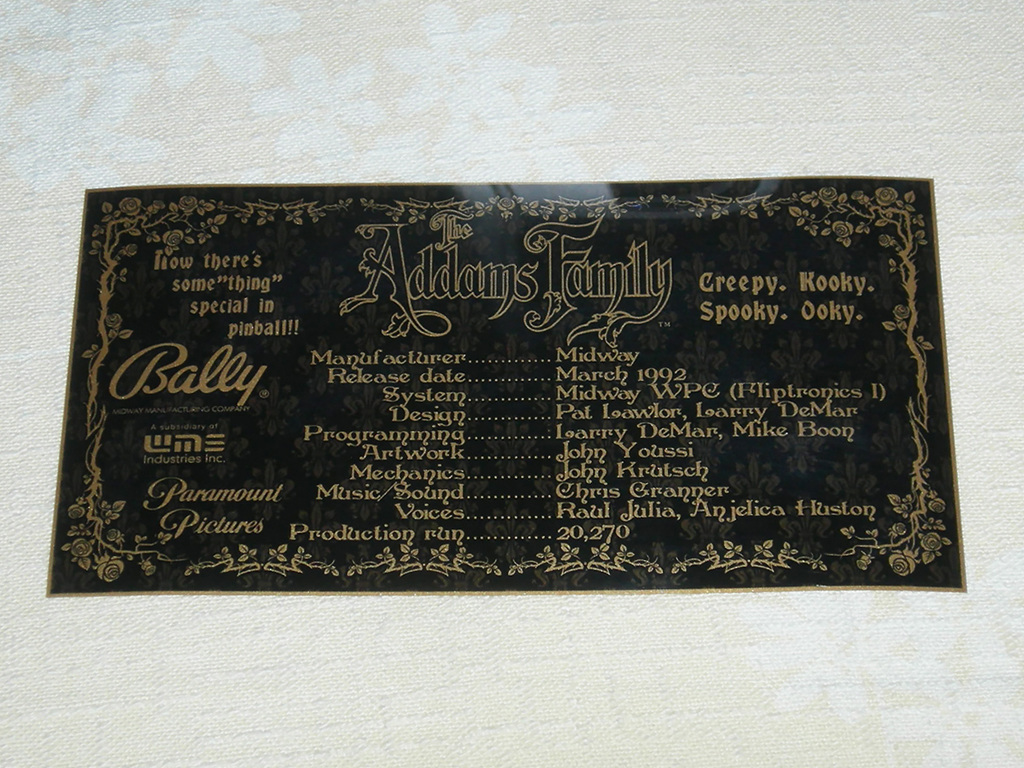 The
Addams Family
™
Now there's
some"thing"
special in
pinball!!
Creepy. Kooky.
Spooky. Ooky.
Bally®
MIDWAY MANUFACTURING COMPANY
A subsidiary of
WMS
Industries Inc.
Paramount
Pictures
Manufacturer............. Midway
Release date............. March 1992
System............. Midway WPC (Fliptronics I)
Design............. Pat Lawlor, Larry DeMar
Programming............. Larry DeMar, Mike Boon
Artwork............. John Youssi
Mechanics............. John Krutsch
Music/Sound............. Chris Granner
Voices............. Raul Julia, Anjelica Huston
Production run............. 20,270